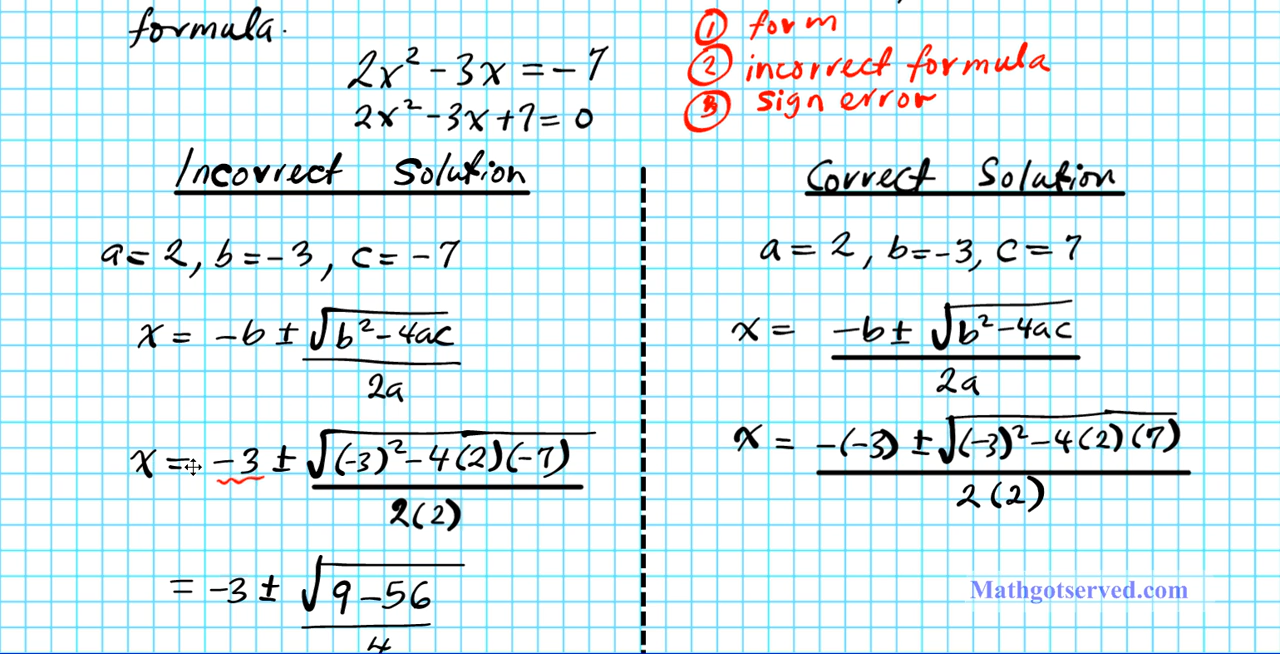 formula.
① form
② incorrect formula
③ sign error
2x² - 3x = -7
2x² - 3x + 7 = 0
Incorrect Solution
a = 2, b = -3, c = -7
x = -b ± √(b² - 4ac)
2a
x = -3 ± √((-3)² - 4(2)(-7))
2(2)
= -3 ± √(9 - 56)
4
Correct Solution
a = 2, b = -3, c = 7
x = -b ± √(b² - 4ac)
2a
x = -(-3) ± √((-3)² - 4(2)(7))
2(2)
Mathgotserved.com